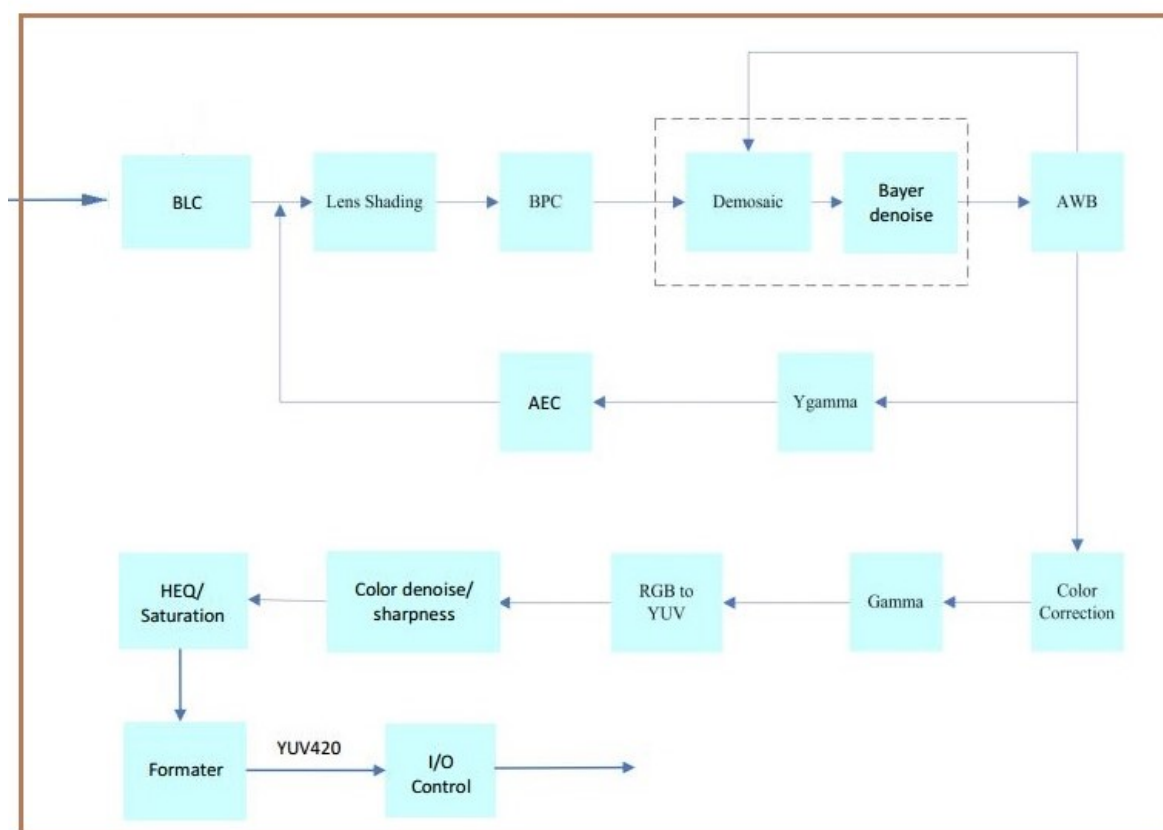 BLC
Lens Shading
BPC
Demosaic
Bayer
denoise
AWB
AEC
Ygamma
HEQ/
Saturation
Color denoise/
sharpness
RGB to
YUV
Gamma
Color
Correction
Formater
YUV420
I/O
Control